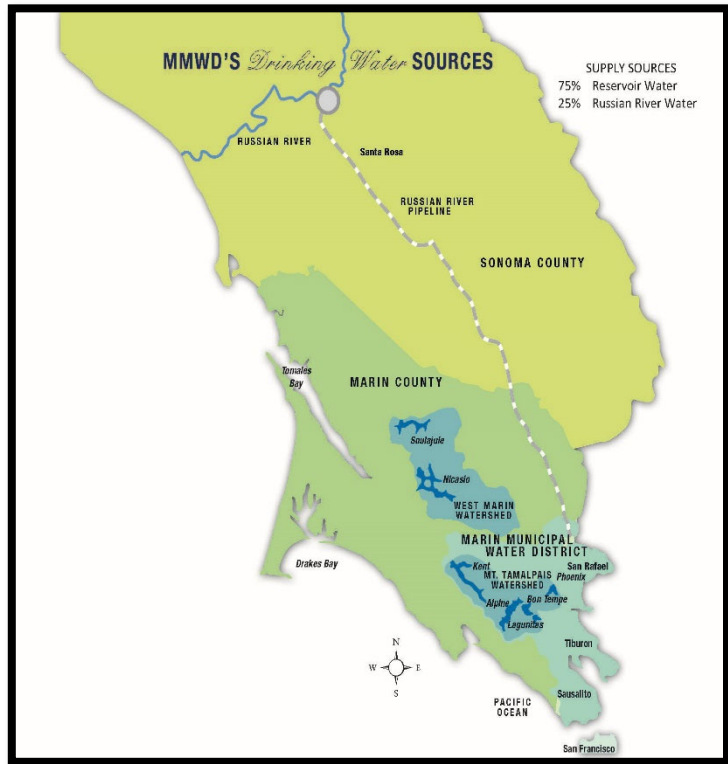 MMWD'S Drinking Water SOURCES
SUPPLY SOURCES
75% Reservoir Water
25% Russian River Water
RUSSIAN RIVER
Santa Rosa
RUSSIAN RIVER
PIPELINE
SONOMA COUNTY
Tomales
Bay
MARIN COUNTY
Soulajule
Nicasio
WEST MARIN
WATERSHED
MARIN MUNICIPAL
WATER DISTRICT
Drakes Bay
Kent
San Rafael
MT. TAMALPAIS
WATERSHED
Phoenix
Alpine
Bon Tempe
Lagunitas
Tiburon
N
W E
S
Sausalito
PACIFIC
OCEAN
San Francisco